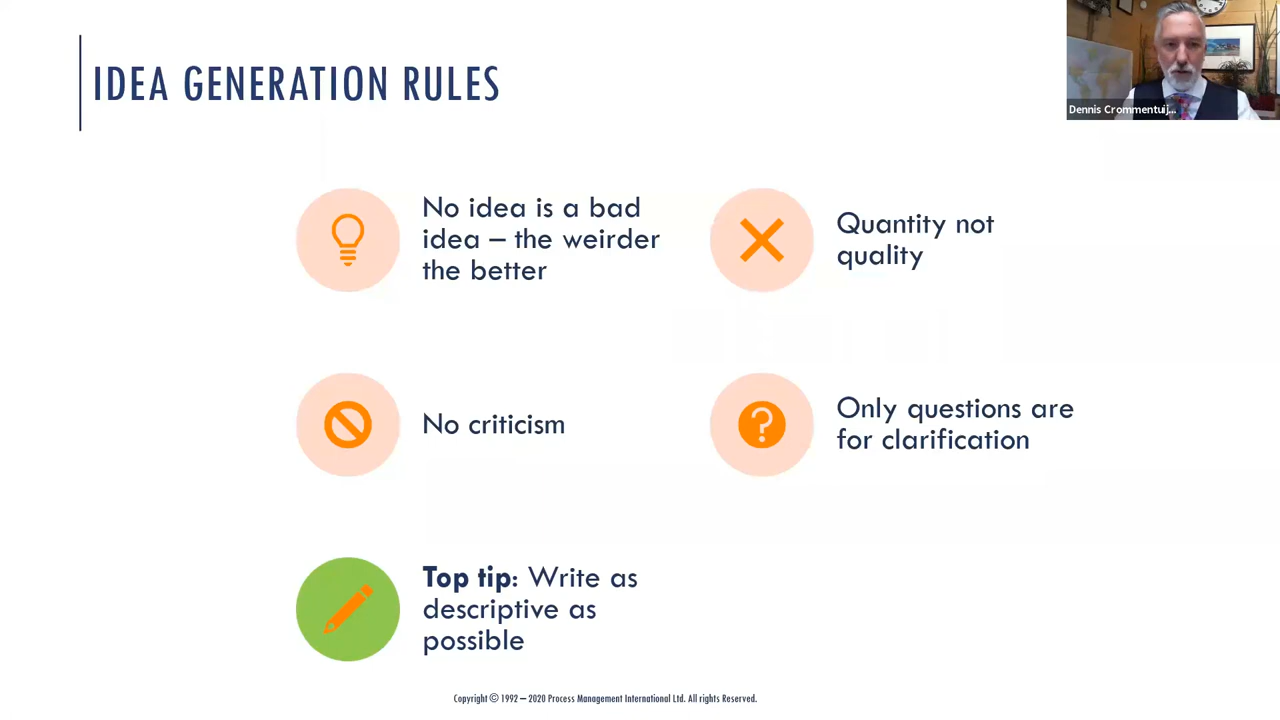 IDEA GENERATION RULES
Dennis Crommentuij...
No idea is a bad
idea – the weirder
the better
Quantity not
quality
No criticism
Only questions are
for clarification
Top tip: Write as
descriptive as
possible
Copyright © 1992 – 2020 Process Management International Ltd. All rights Reserved.